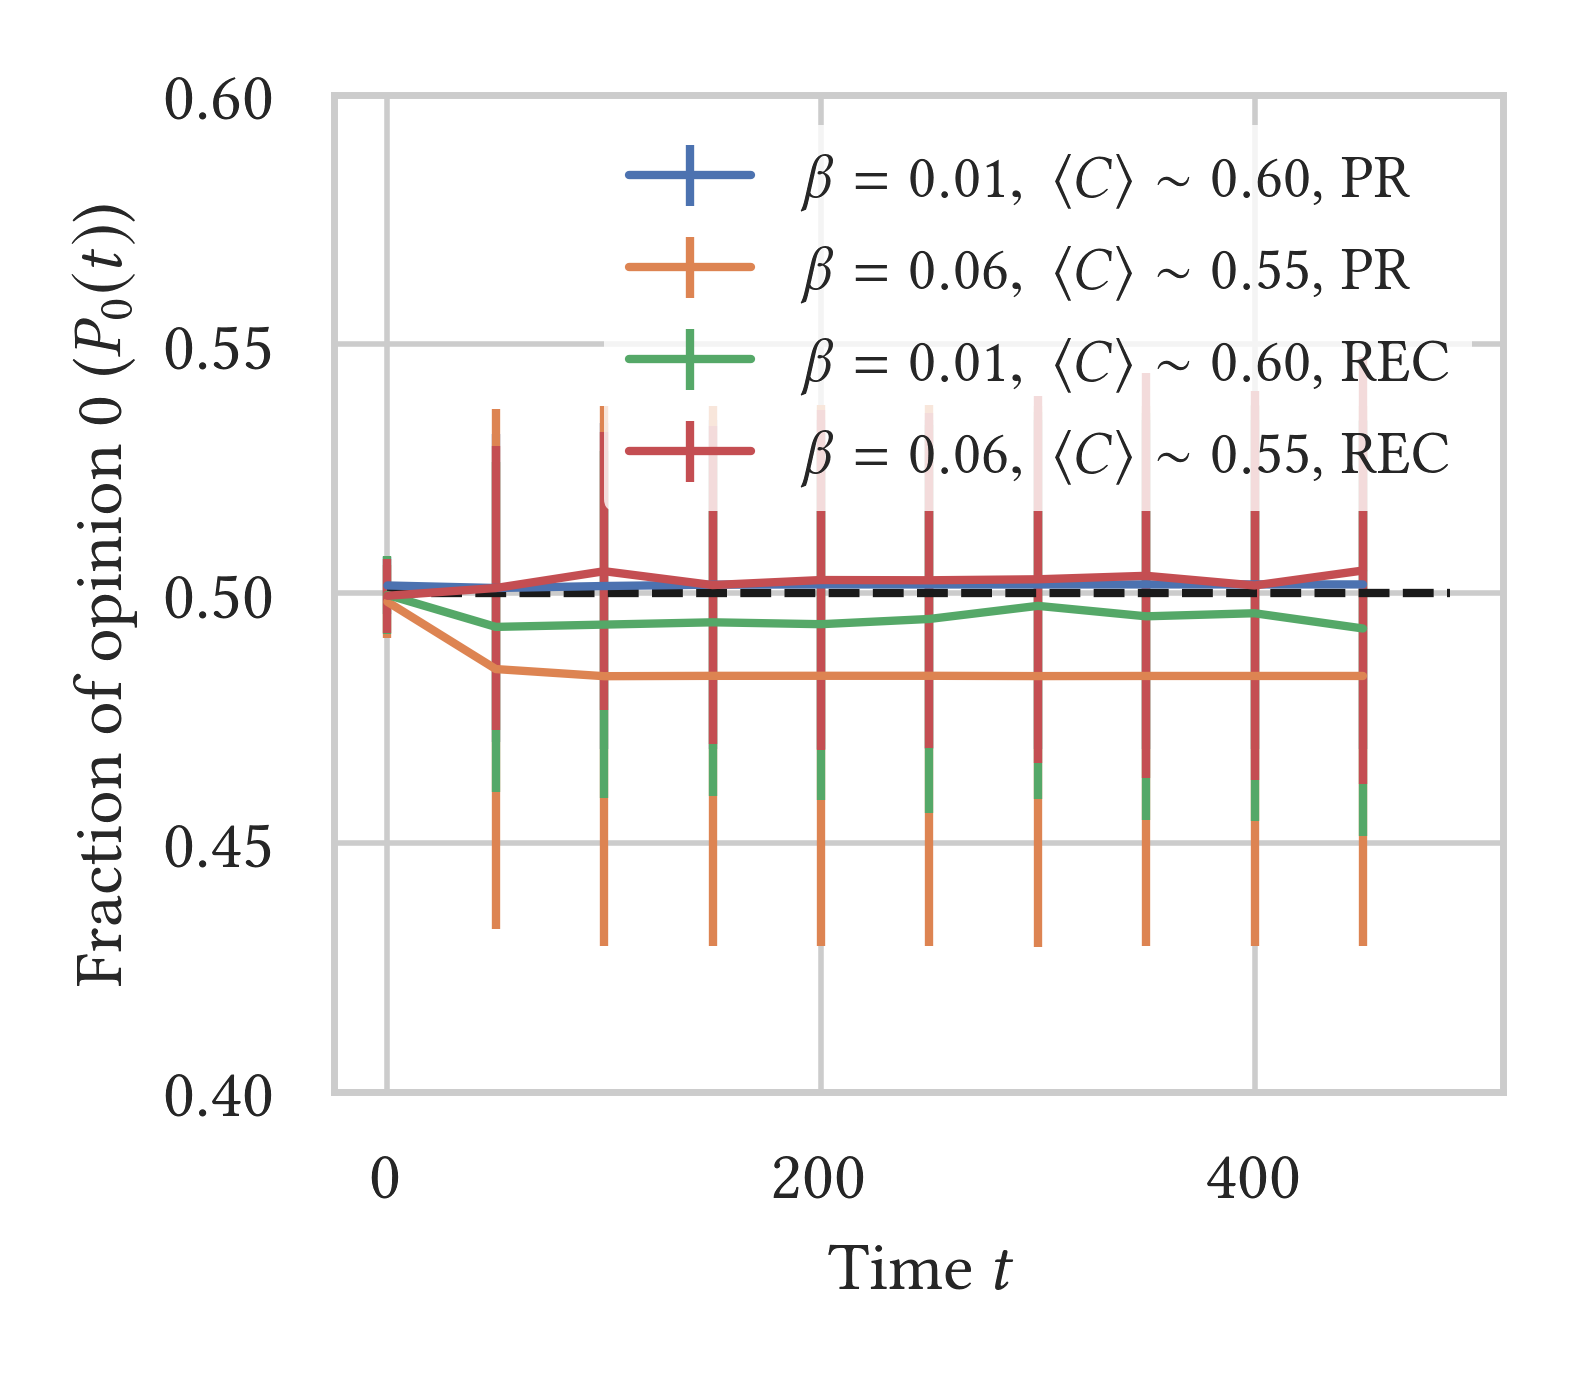 0.60
0.55
0.50
0.45
0.40
Fraction of opinion 0 (P₀(t))
β = 0.01, ⟨C⟩ ~ 0.60, PR
β = 0.06, ⟨C⟩ ~ 0.55, PR
β = 0.01, ⟨C⟩ ~ 0.60, REC
β = 0.06, ⟨C⟩ ~ 0.55, REC
0 200 400
Time t